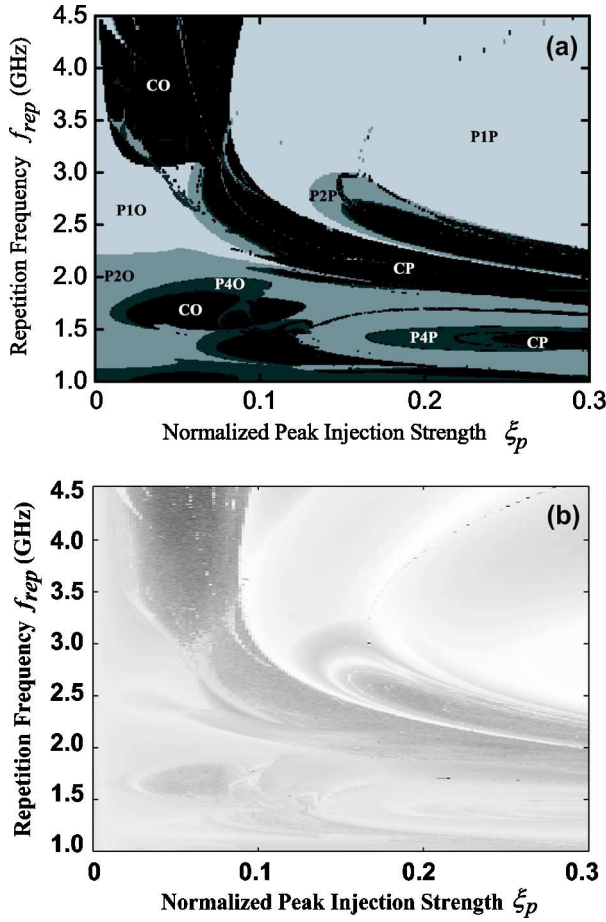 4.5
(a)
4.0
CO
3.5
P1P
3.0
P2P
2.5
P1O
2.0
CP
P2O
P4O
CO
1.5
P4P
CP
1.0
0
0.1
0.2
0.3
Repetition Frequency f_rep (GHz)
Normalized Peak Injection Strength ξ_p
4.5
(b)
4.0
3.5
3.0
2.5
2.0
1.5
1.0
0
0.1
0.2
0.3
Repetition Frequency f_rep (GHz)
Normalized Peak Injection Strength ξ_p